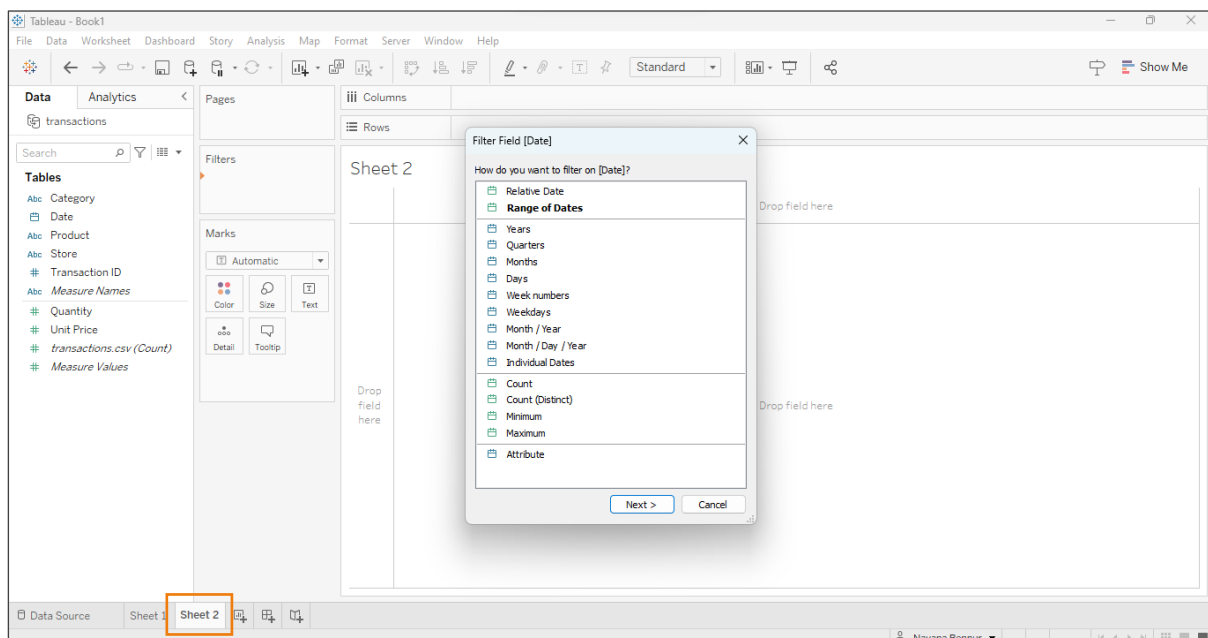 Tableau - Book1
File Data Worksheet Dashboard Story Analysis Map Format Server Window Help
Standard
Show Me
Data Analytics
transactions
Search
Tables
Abc Category
Date
Abc Product
Abc Store
# Transaction ID
Abc Measure Names
# Quantity
# Unit Price
# transactions.csv (Count)
# Measure Values
Pages
Filters
Marks
T Automatic
Color Size Text
Detail Tooltip
iii Columns
Rows
Sheet 2
Drop field here
Drop
field
here
Drop field here
Filter Field [Date]
How do you want to filter on [Date]?
Relative Date
Range of Dates
Years
Quarters
Months
Days
Week numbers
Weekdays
Month / Year
Month / Day / Year
Individual Dates
Count
Count (Distinct)
Minimum
Maximum
Attribute
Next > Cancel
Data Source Sheet 1 Sheet 2